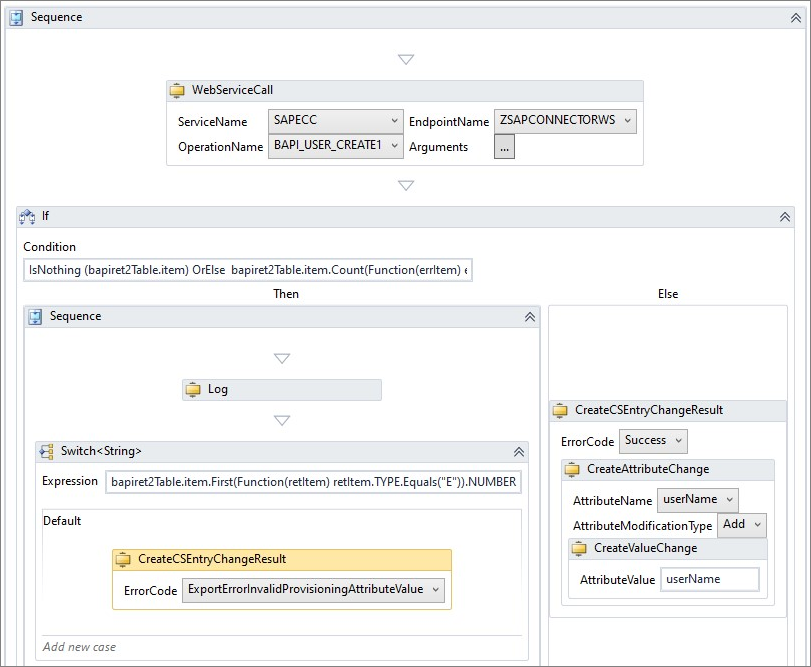 Sequence
WebServiceCall
ServiceName SAPECC EndpointName ZSAPCONNECTORWS
OperationName BAPI_USER_CREATE1 Arguments ...
If
Condition
IsNothing (bapiret2Table.item) OrElse bapiret2Table.item.Count(Function(errItem) e
Then Else
Sequence
Log
Switch<String>
Expression bapiret2Table.item.First(Function(retItem) retItem.TYPE.Equals("E")).NUMBER
Default
CreateCSEntryChangeResult
ErrorCode ExportErrorInvalidProvisioningAttributeValue
Add new case
CreateCSEntryChangeResult
ErrorCode Success
CreateAttributeChange
AttributeName userName
AttributeModificationType Add
CreateValueChange
AttributeValue userName